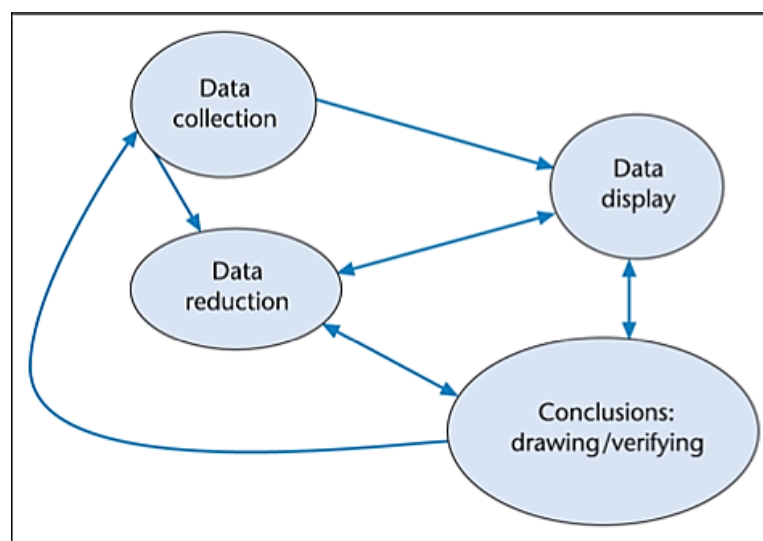 Data
collection
Data
display
Data
reduction
Conclusions:
drawing/verifying